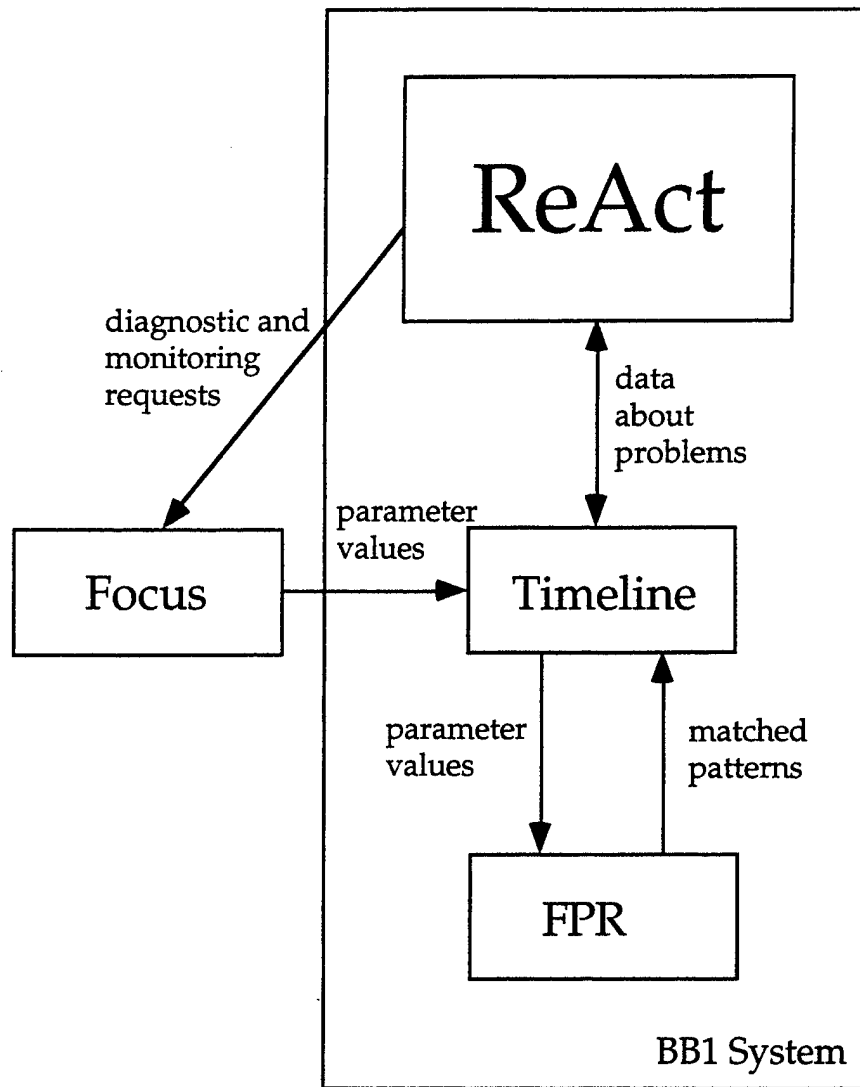 ReAct
diagnostic and
monitoring
requests
data
about
problems
parameter
values
Focus
Timeline
parameter
values
matched
patterns
FPR
BB1 System